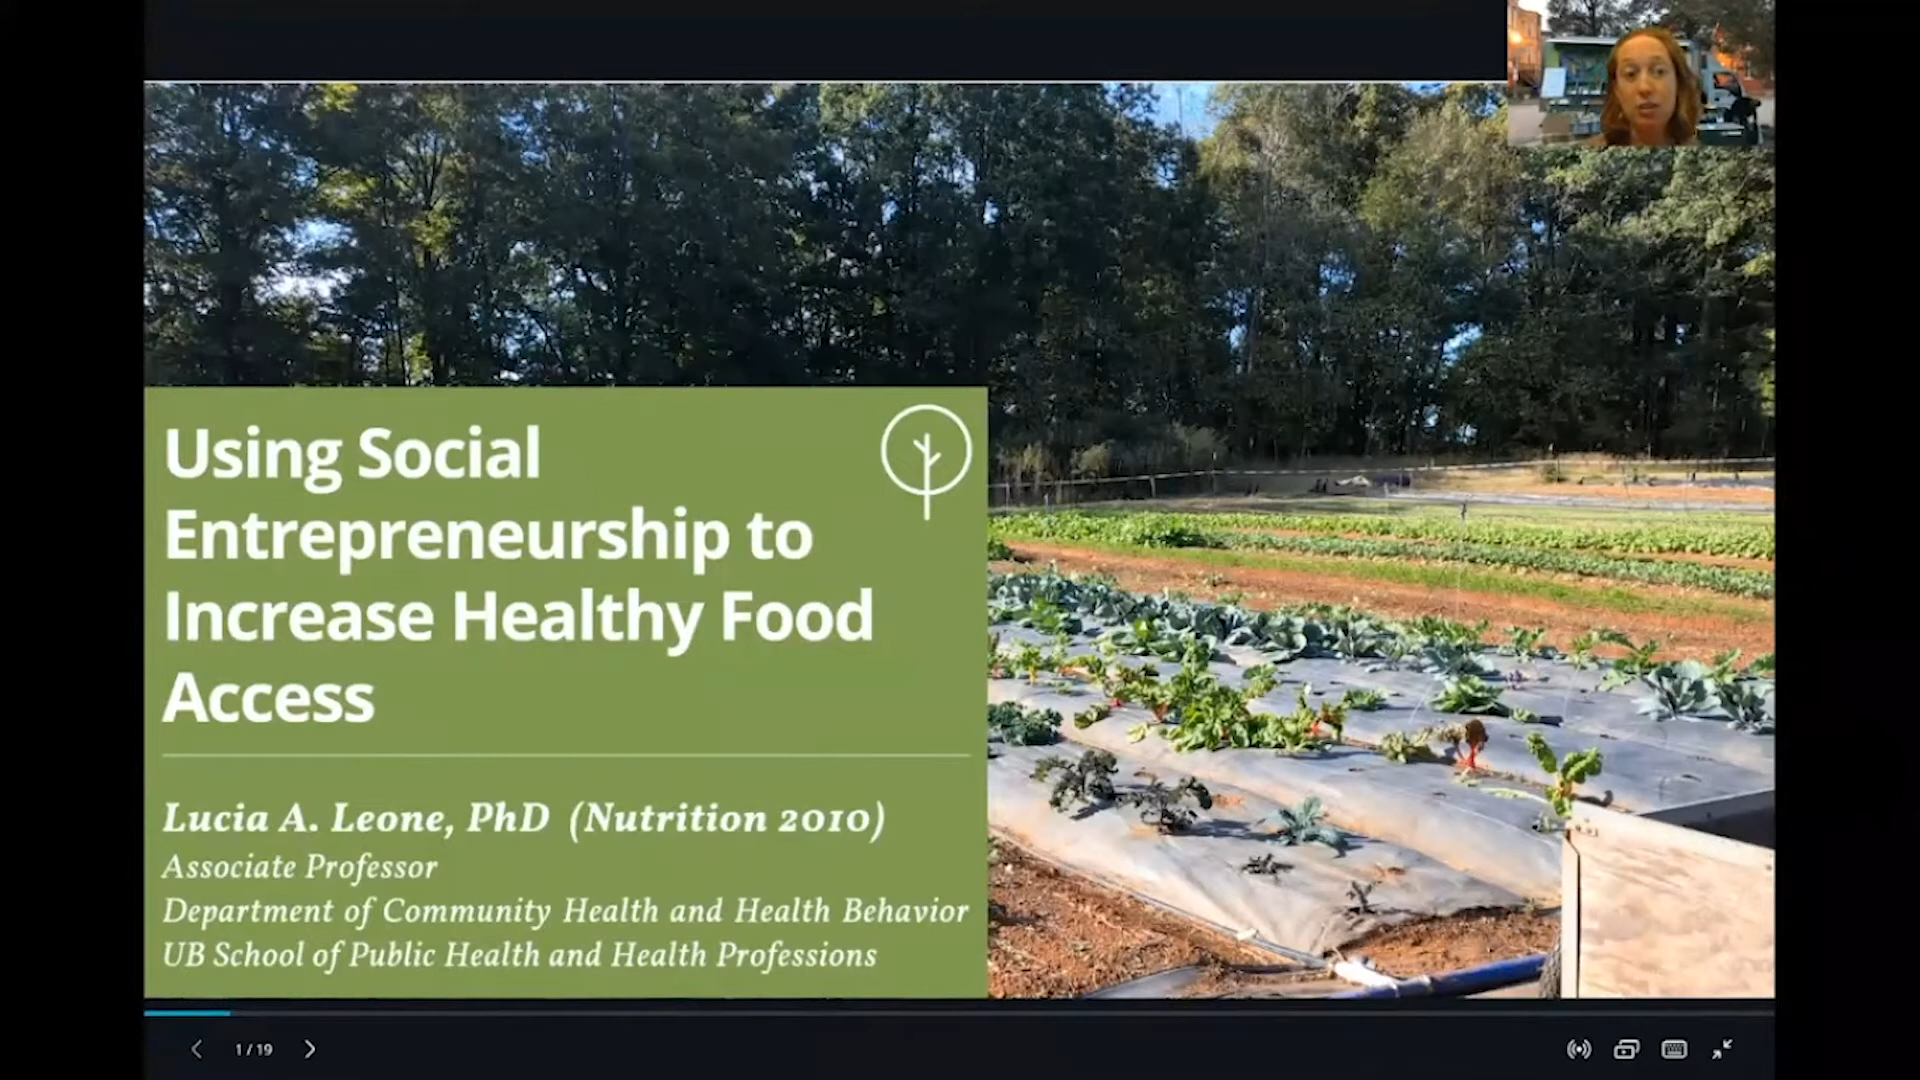 Using Social
Entrepreneurship to
Increase Healthy Food
Access
Lucia A. Leone, PhD (Nutrition 2010)
Associate Professor
Department of Community Health and Health Behavior
UB School of Public Health and Health Professions
1 / 19